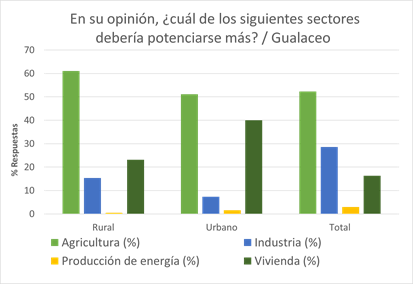 En su opinión, ¿cuál de los siguientes sectores
debería potenciarse más? / Gualaceo
70
60
50
40
30
20
10
0
% Respuestas
Rural Urbano Total
Agricultura (%) Industria (%)
Producción de energía (%) Vivienda (%)